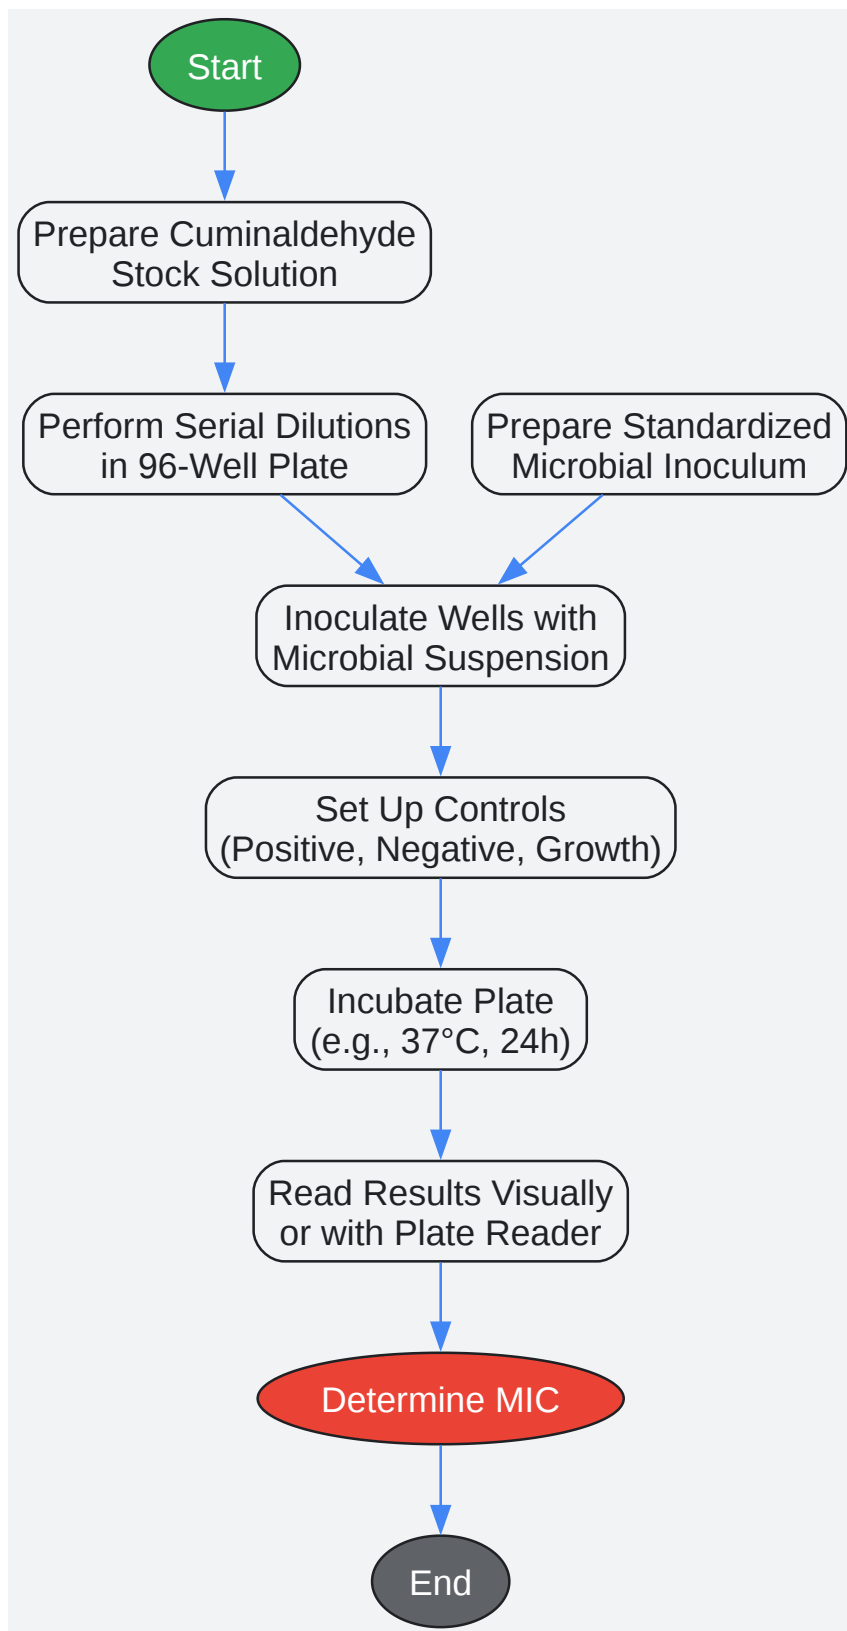 Start
Prepare Cuminaldehyde
Stock Solution
Perform Serial Dilutions
in 96-Well Plate
Prepare Standardized
Microbial Inoculum
Inoculate Wells with
Microbial Suspension
Set Up Controls
(Positive, Negative, Growth)
Incubate Plate
(e.g., 37°C, 24h)
Read Results Visually
or with Plate Reader
Determine MIC
End